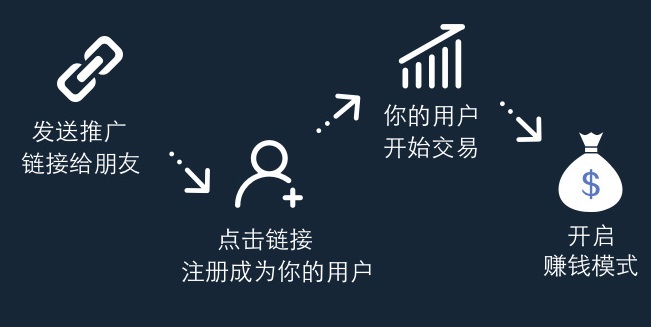 发送推广
链接给朋友
点击链接
注册成为你的用户
你的用户
开始交易
$
开启
赚钱模式